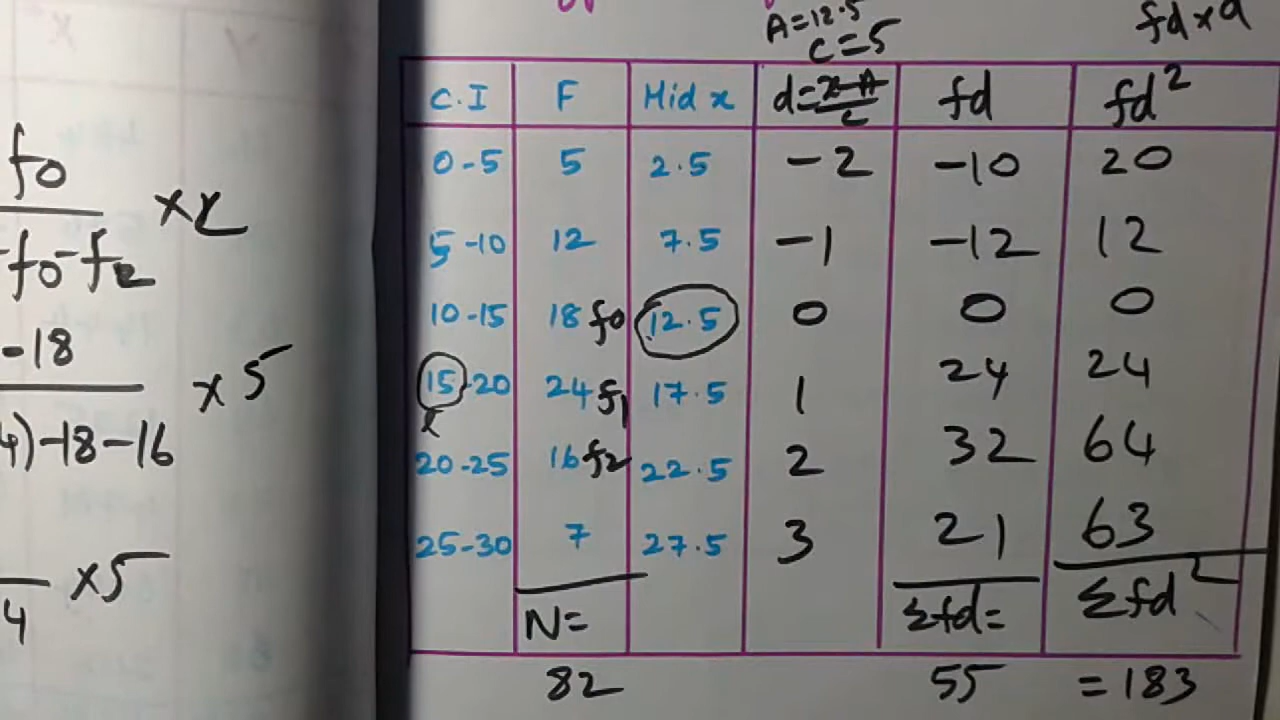 A=12.5
C=5
fd×d
C.I F Mid x d=x-A/C fd fd²
0-5 5 2.5 -2 -10 20
5-10 12 7.5 -1 -12 12
10-15 18 f0 12.5 0 0 0
15-20 24 f1 17.5 1 24 24
l
20-25 16 f2 22.5 2 32 64
25-30 7 27.5 3 21 63
N= Σfd= Σfd²
82 55 =183
f0
-f0-f2
-18
×5
4)-18-16
4
×5